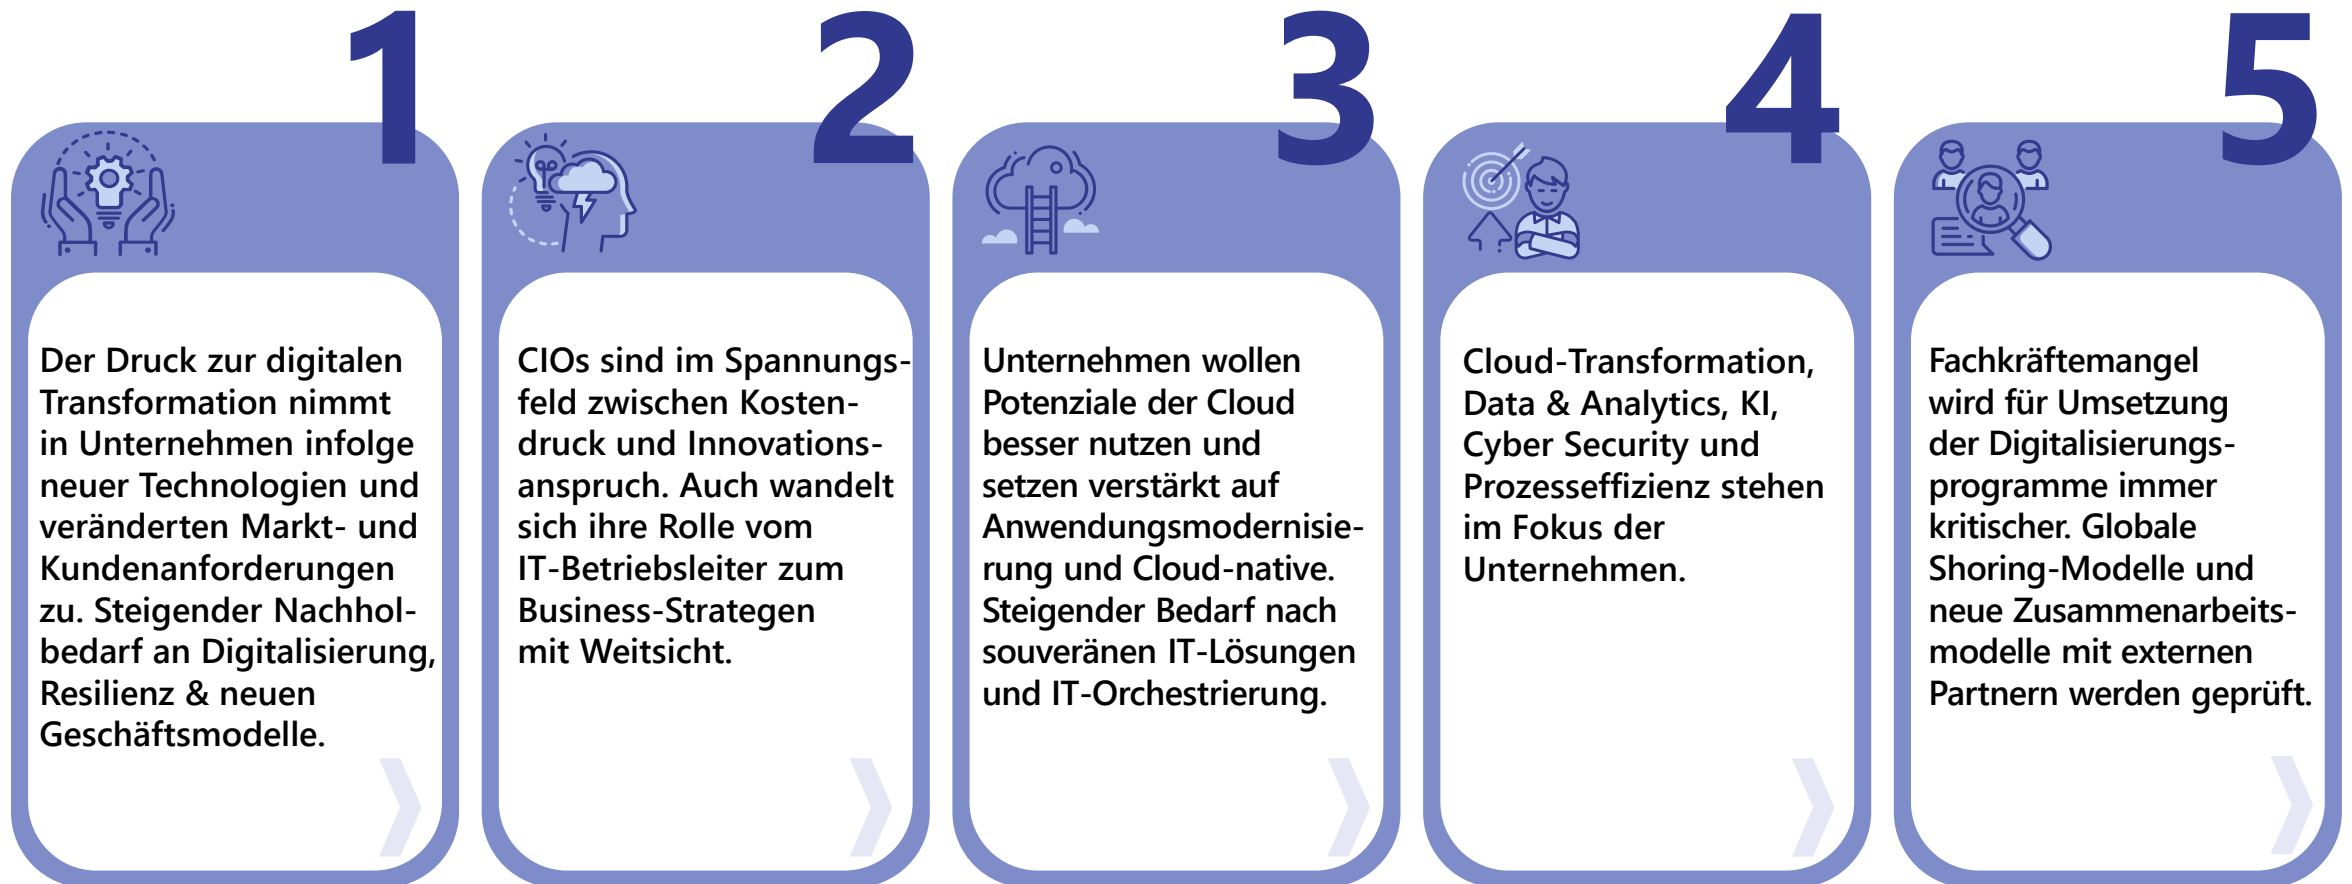 1
Der Druck zur digitalen
Transformation nimmt
in Unternehmen infolge
neuer Technologien und
veränderten Markt- und
Kundenanforderungen
zu. Steigender Nachhol-
bedarf an Digitalisierung,
Resilienz & neuen
Geschäftsmodelle.
2
CIOs sind im Spannungs-
feld zwischen Kosten-
druck und Innovations-
anspruch. Auch wandelt
sich ihre Rolle vom
IT-Betriebsleiter zum
Business-Strategen
mit Weitsicht.
3
Unternehmen wollen
Potenziale der Cloud
besser nutzen und
setzen verstärkt auf
Anwendungsmodernisie-
rung und Cloud-native.
Steigender Bedarf nach
souveränen IT-Lösungen
und IT-Orchestrierung.
4
Cloud-Transformation,
Data & Analytics, KI,
Cyber Security und
Prozesseffizienz stehen
im Fokus der
Unternehmen.
5
Fachkräftemangel
wird für Umsetzung
der Digitalisierungs-
programme immer
kritischer. Globale
Shoring-Modelle und
neue Zusammenarbeits-
modelle mit externen
Partnern werden geprüft.